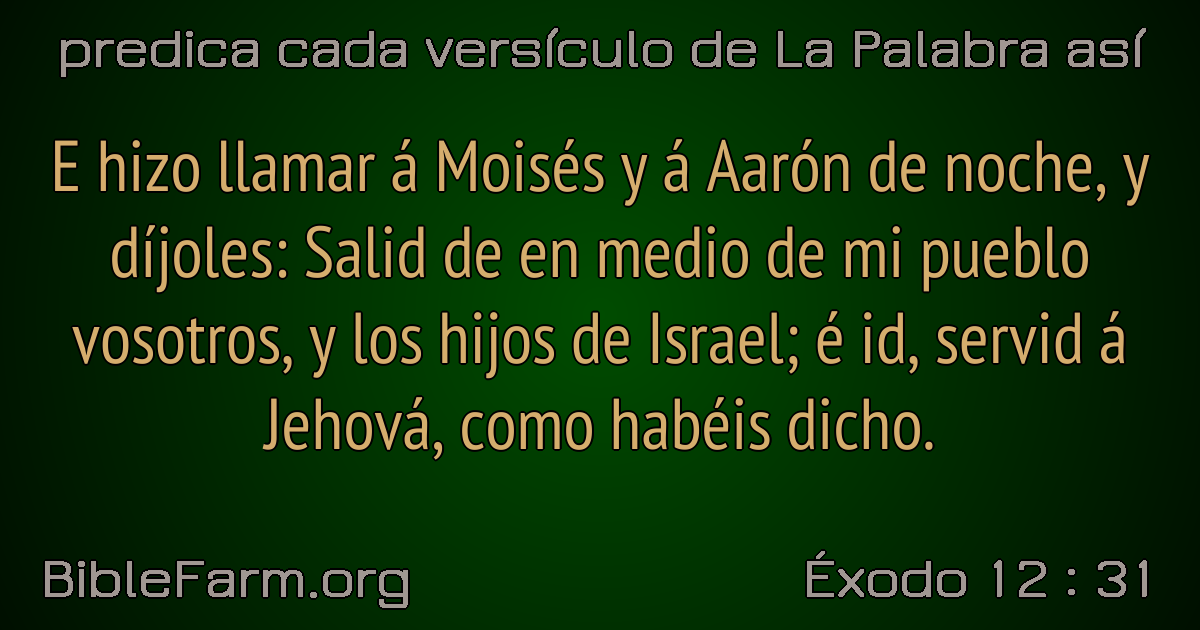 predica cada versículo de La Palabra así
E hizo llamar á Moisés y á Aarón de noche, y
díjoles: Salid de en medio de mi pueblo
vosotros, y los hijos de Israel; é id, servid á
Jehová, como habéis dicho.
BibleFarm.org
Éxodo 12 : 31